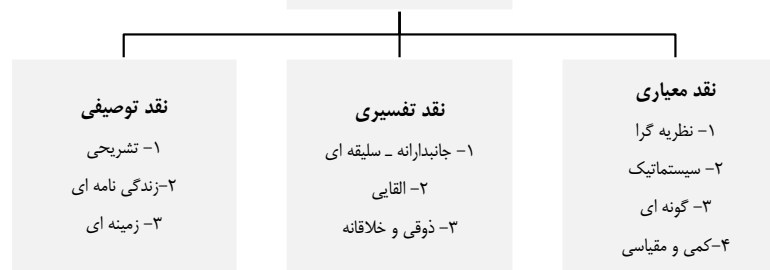 نقد معیاری
۱- نظریه گرا
۲- سیستماتیک
۳- گونه ای
۴-کمی و مقیاسی
نقد تفسیری
۱- جانبدارانه ـ سلیقه ای
۲- القایی
۳- ذوقی و خلاقانه
نقد توصیفی
۱- تشریحی
۲-زندگی نامه ای
۳- زمینه ای